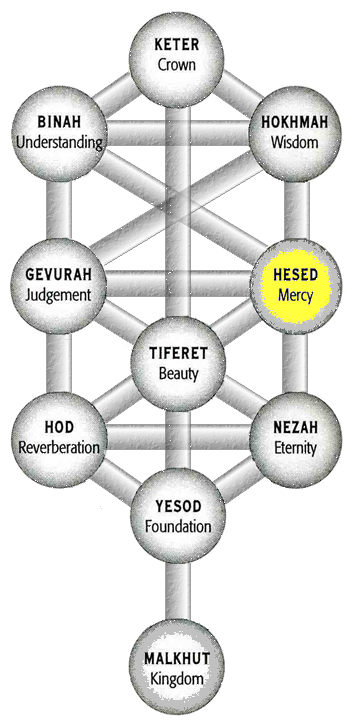 KETER
Crown
BINAH
Understanding
HOKHMAH
Wisdom
GEVURAH
Judgement
HESED
Mercy
TIFERET
Beauty
HOD
Reverberation
NEZAH
Eternity
YESOD
Foundation
MALKHUT
Kingdom